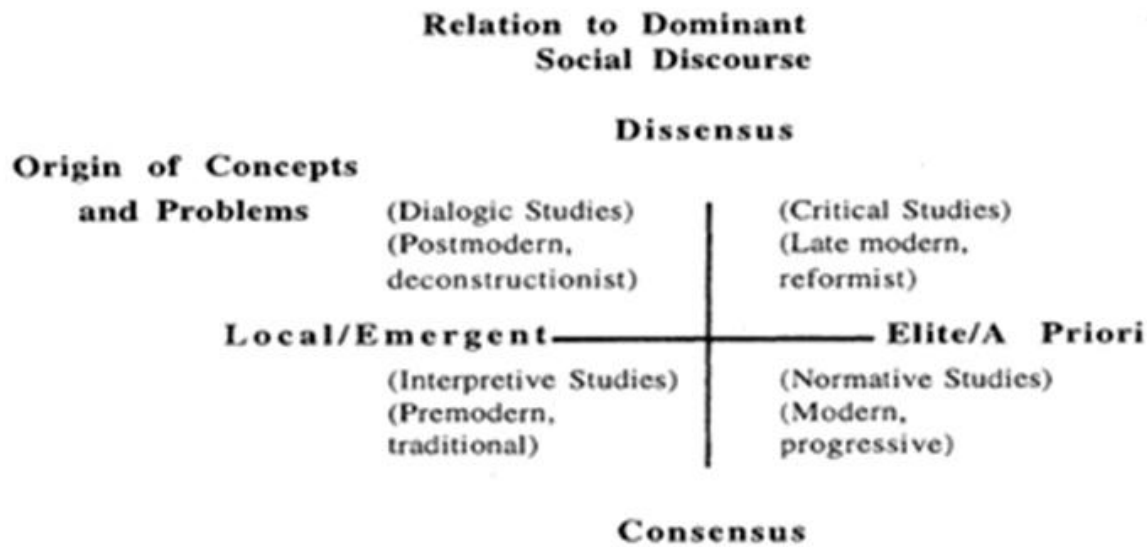 Relation to Dominant
Social Discourse
Dissensus
Origin of Concepts
and Problems
(Dialogic Studies)
(Postmodern,
deconstructionist)
(Critical Studies)
(Late modern,
reformist)
Local/Emergent
Elite/A Priori
(Interpretive Studies)
(Premodern,
traditional)
(Normative Studies)
(Modern,
progressive)
Consensus